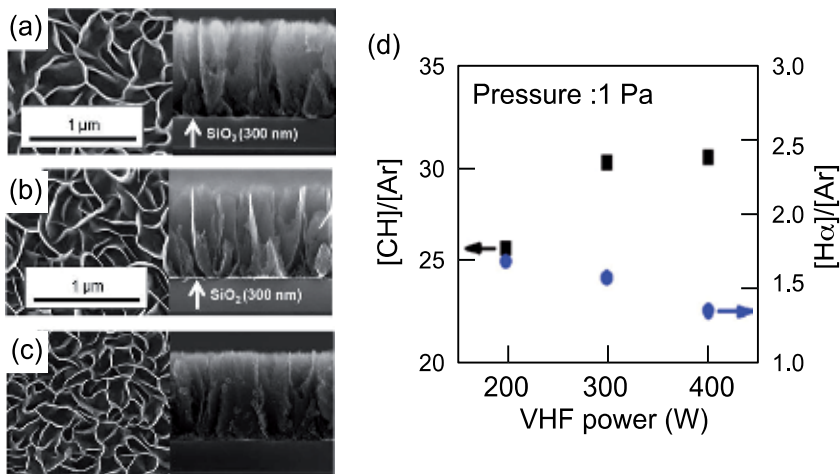 (a)
1 μm
SiO₂ (300 nm)
(b)
1 μm
SiO₂ (300 nm)
(c)
(d)
Pressure :1 Pa
[CH]/[Ar]
35
30
25
20
3.0
2.5
2.0
1.5
1.0
[Hα]/[Ar]
200 300 400
VHF power (W)